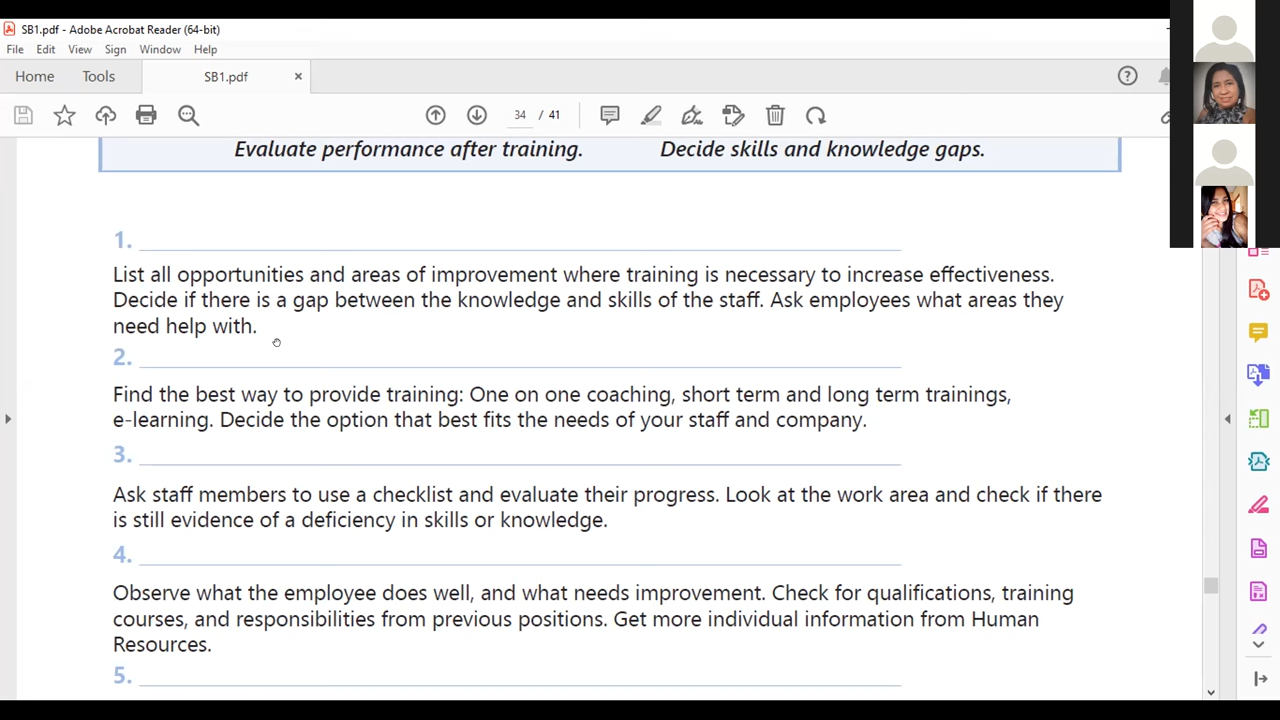 SB1.pdf - Adobe Acrobat Reader (64-bit)
File Edit View Sign Window Help
Home Tools SB1.pdf ×
34 / 41
Evaluate performance after training. Decide skills and knowledge gaps.
1.
List all opportunities and areas of improvement where training is necessary to increase effectiveness.
Decide if there is a gap between the knowledge and skills of the staff. Ask employees what areas they
need help with.
2.
Find the best way to provide training: One on one coaching, short term and long term trainings,
e-learning. Decide the option that best fits the needs of your staff and company.
3.
Ask staff members to use a checklist and evaluate their progress. Look at the work area and check if there
is still evidence of a deficiency in skills or knowledge.
4.
Observe what the employee does well, and what needs improvement. Check for qualifications, training
courses, and responsibilities from previous positions. Get more individual information from Human
Resources.
5.